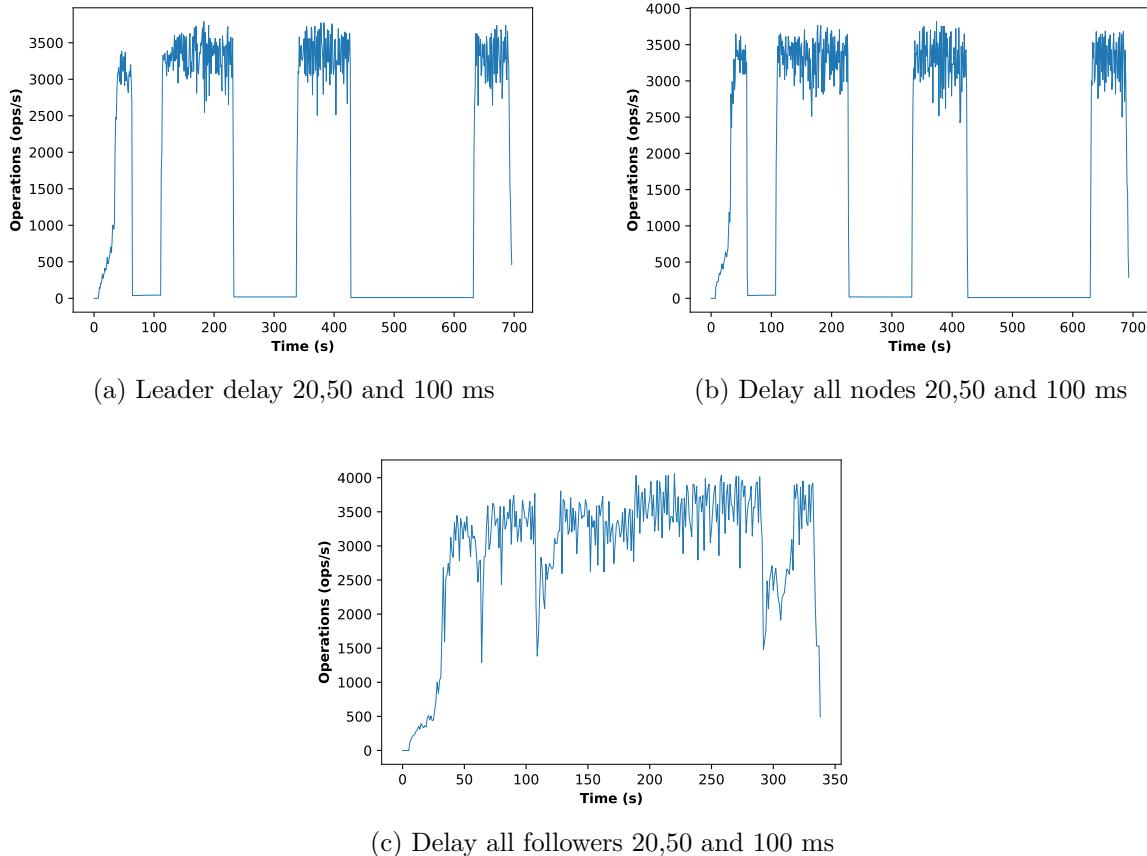 3500
3000
2500
2000
1500
1000
500
0
Operations (ops/s)
0 100 200 300 400 500 600 700
Time (s)
(a) Leader delay 20,50 and 100 ms
4000
3500
3000
2500
2000
1500
1000
500
0
Operations (ops/s)
0 100 200 300 400 500 600 700
Time (s)
(b) Delay all nodes 20,50 and 100 ms
4000
3500
3000
2500
2000
1500
1000
500
0
Operations (ops/s)
0 50 100 150 200 250 300 350
Time (s)
(c) Delay all followers 20,50 and 100 ms